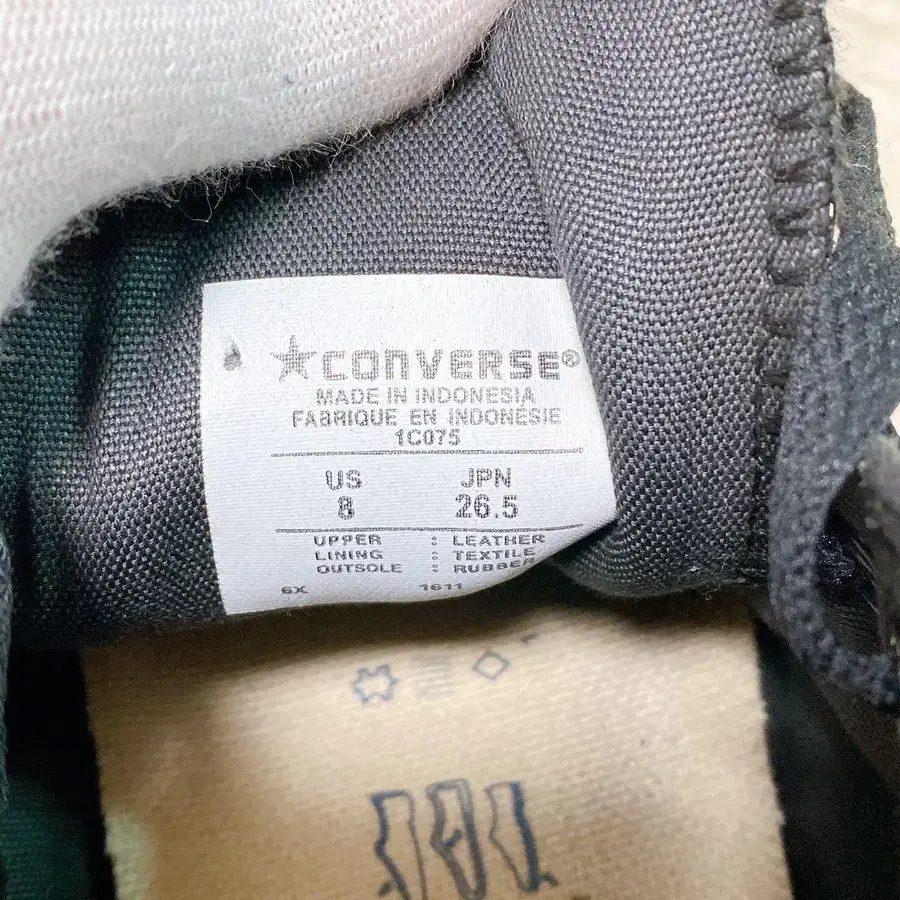 CONVERSE®
MADE IN INDONESIA
FABRIQUE EN INDONESIE
1C075
US JPN
8 26.5
UPPER : LEATHER
LINING : TEXTILE
OUTSOLE : RUBBER
6X 1611